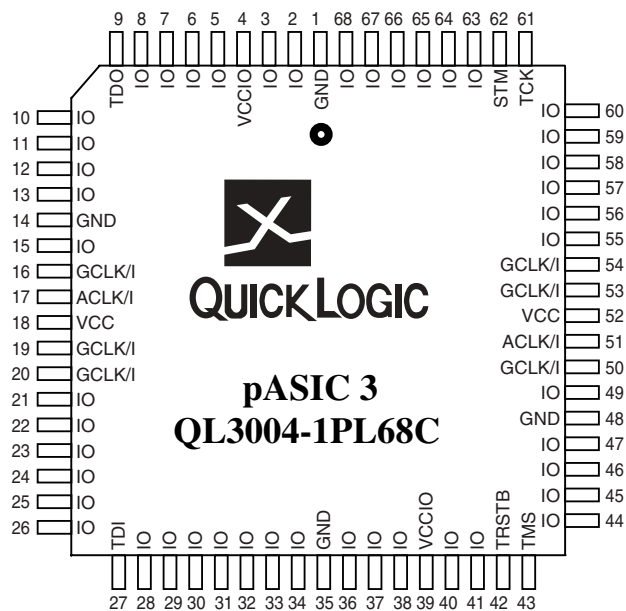 9 8 7 6 5 4 3 2 1 68 67 66 65 64 63 62 61
TDO IO IO IO IO VCCIO IO IO GND IO IO IO IO IO IO STM TCK
10 IO
11 IO
12 IO
13 IO
14 GND
15 IO
16 GCLK/I
17 ACLK/I
18 VCC
19 GCLK/I
20 GCLK/I
21 IO
22 IO
23 IO
24 IO
25 IO
26 IO
IO 60
IO 59
IO 58
IO 57
IO 56
IO 55
GCLK/I 54
GCLK/I 53
VCC 52
ACLK/I 51
GCLK/I 50
IO 49
GND 48
IO 47
IO 46
IO 45
IO 44
QUICKLOGIC
pASIC 3
QL3004-1PL68C
TDI IO IO IO IO IO IO IO GND IO IO IO VCCIO IO IO TRSTB TMS
27 28 29 30 31 32 33 34 35 36 37 38 39 40 41 42 43